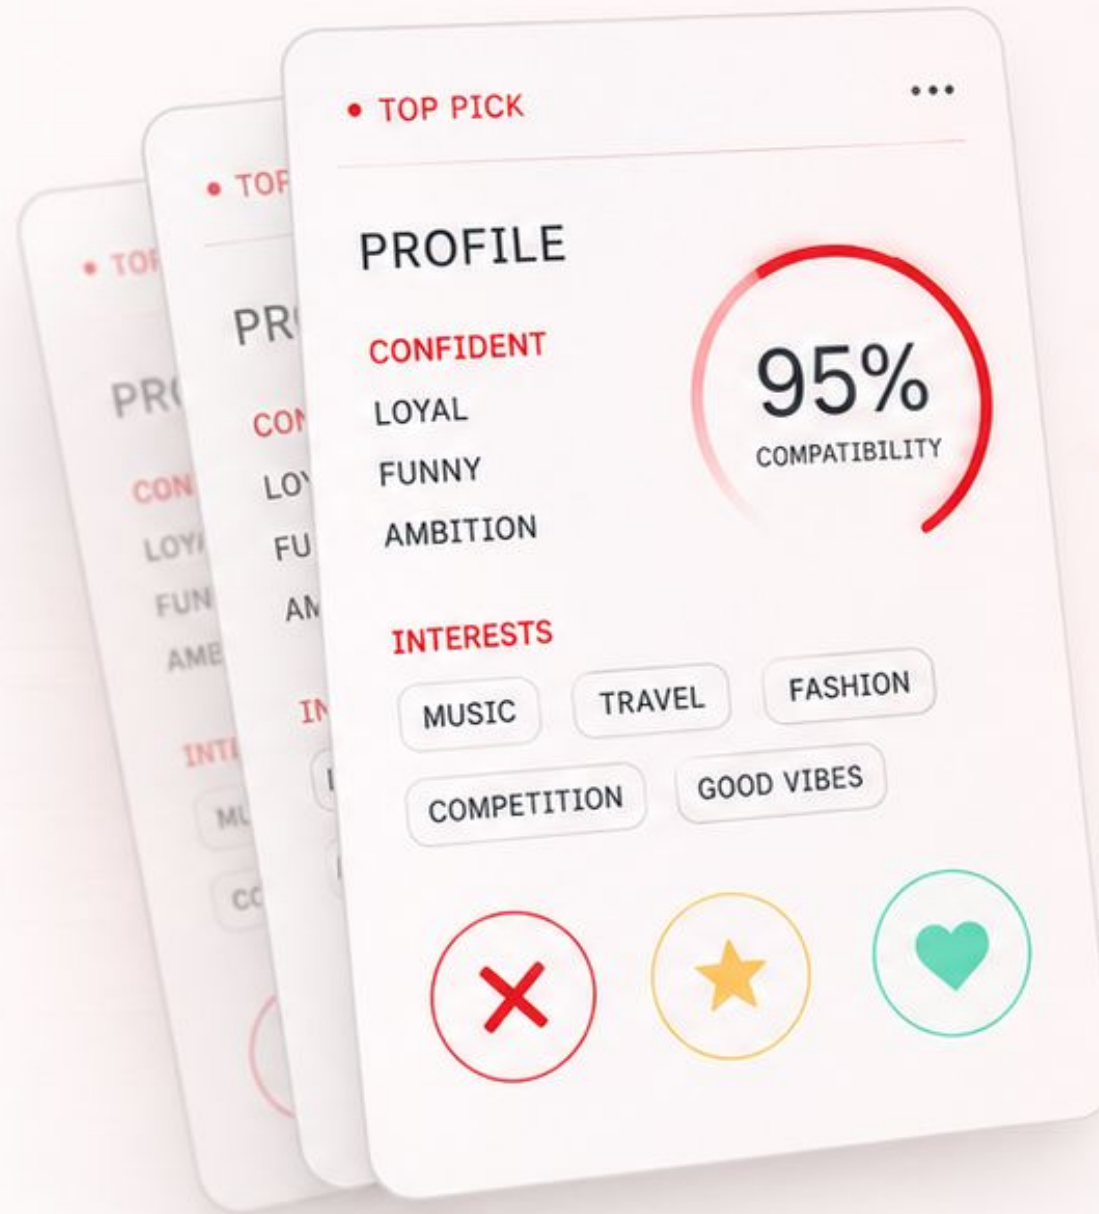 TOP PICK
PROFILE
CONFIDENT
LOYAL
FUNNY
AMBITION
95%
COMPATIBILITY
INTERESTS
MUSIC TRAVEL FASHION
COMPETITION GOOD VIBES